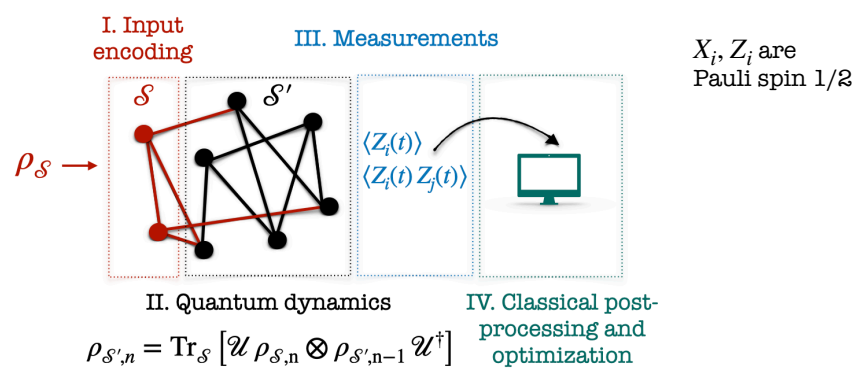 I. Input
encoding
III. Measurements
X_i, Z_i are
Pauli spin 1/2
𝒮
𝒮′
ρ_𝒮
⟨Z_i(t)⟩
⟨Z_i(t) Z_j(t)⟩
II. Quantum dynamics
ρ_{𝒮′,n} = Tr_𝒮 [𝒰 ρ_{𝒮,n} ⊗ ρ_{𝒮′,n−1} 𝒰†]
IV. Classical post-
processing and
optimization